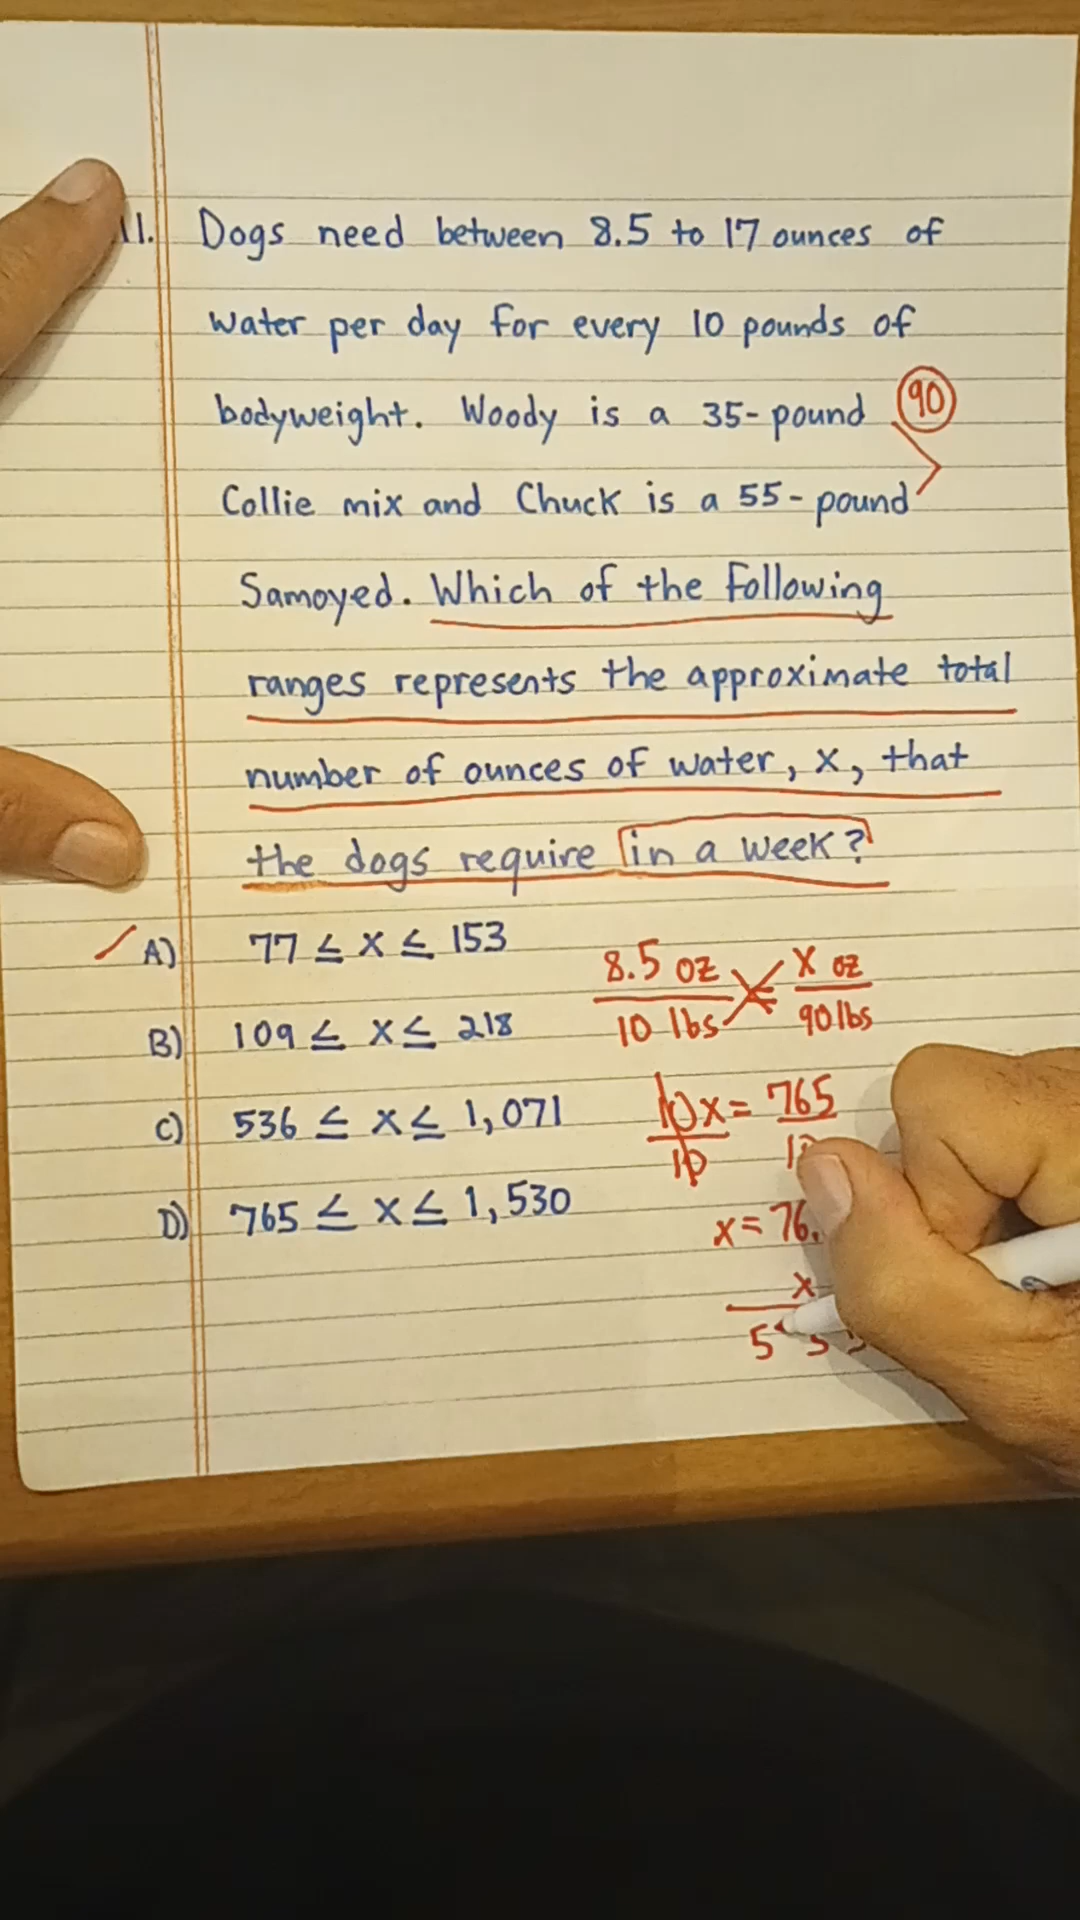 11. Dogs need between 8.5 to 17 ounces of
water per day for every 10 pounds of
bodyweight. Woody is a 35-pound 90
Collie mix and Chuck is a 55-pound
Samoyed. Which of the following
ranges represents the approximate total
number of ounces of water, x, that
the dogs require in a week?
A) 77 ≤ x ≤ 153
B) 109 ≤ x ≤ 218
C) 536 ≤ x ≤ 1,071
D) 765 ≤ x ≤ 1,530
8.5 oz = x oz
10 lbs 90 lbs
10x = 765
10
x = 76.
x
5